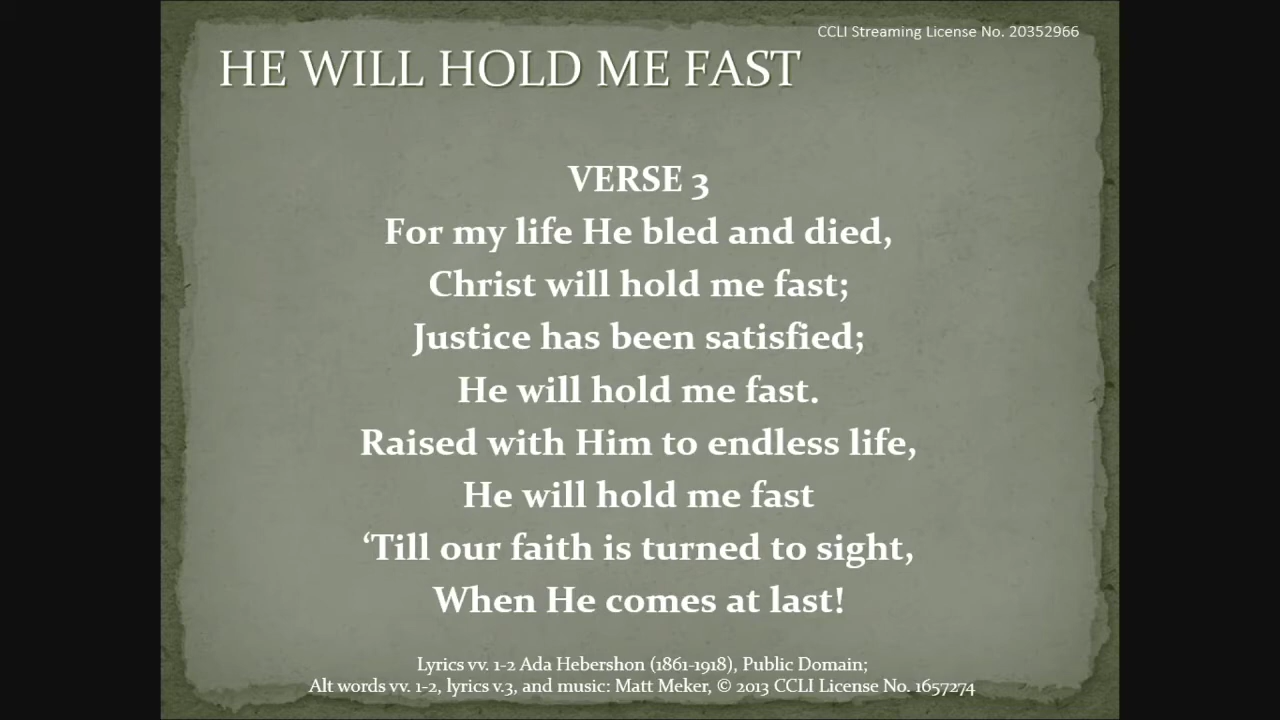 CCLI Streaming License No. 20352966
HE WILL HOLD ME FAST
VERSE 3
For my life He bled and died,
Christ will hold me fast;
Justice has been satisfied;
He will hold me fast.
Raised with Him to endless life,
He will hold me fast
‘Till our faith is turned to sight,
When He comes at last!
Lyrics vv. 1-2 Ada Hebershon (1861-1918), Public Domain;
Alt words vv. 1-2, lyrics v.3, and music: Matt Meker, © 2013 CCLI License No. 1657274